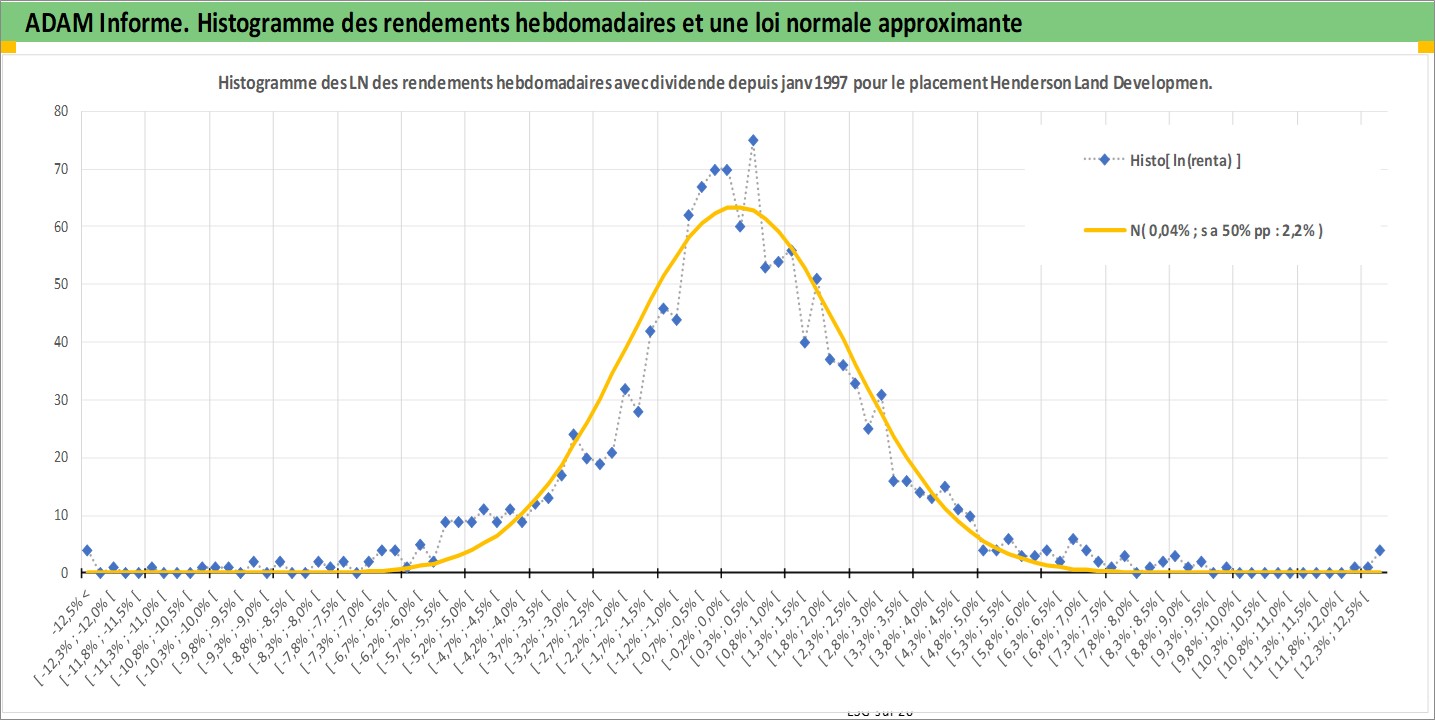 ADAM Informe. Histogramme des rendements hebdomadaires et une loi normale approximante
Histogramme des LN des rendements hebdomadaires avec dividende depuis janv 1997 pour le placement Henderson Land Developmen.
80
70
60
50
40
30
20
10
0
Histo[ ln(renta) ]
N( 0,04% ; s a 50% pp : 2,2% )
-12,5% <
[ -12,3% ; -12,0% [
[ -11,8% ; -11,5% [
[ -11,3% ; -11,0% [
[ -10,8% ; -10,5% [
[ -10,3% ; -10,0% [
[ -9,8% ; -9,5% [
[ -9,3% ; -9,0% [
[ -8,8% ; -8,5% [
[ -8,3% ; -8,0% [
[ -7,8% ; -7,5% [
[ -7,3% ; -7,0% [
[ -6,7% ; -6,5% [
[ -6,2% ; -6,0% [
[ -5,7% ; -5,5% [
[ -5,2% ; -5,0% [
[ -4,7% ; -4,5% [
[ -4,2% ; -4,0% [
[ -3,7% ; -3,5% [
[ -3,2% ; -3,0% [
[ -2,7% ; -2,5% [
[ -2,2% ; -2,0% [
[ -1,7% ; -1,5% [
[ -1,2% ; -1,0% [
[ -0,7% ; -0,5% [
[ -0,2% ; 0,0% [
[ 0,3% ; 0,5% [
[ 0,8% ; 1,0% [
[ 1,3% ; 1,5% [
[ 1,8% ; 2,0% [
[ 2,3% ; 2,5% [
[ 2,8% ; 3,0% [
[ 3,3% ; 3,5% [
[ 3,8% ; 4,0% [
[ 4,3% ; 4,5% [
[ 4,8% ; 5,0% [
[ 5,3% ; 5,5% [
[ 5,8% ; 6,0% [
[ 6,3% ; 6,5% [
[ 6,8% ; 7,0% [
[ 7,3% ; 7,5% [
[ 7,8% ; 8,0% [
[ 8,3% ; 8,5% [
[ 8,8% ; 9,0% [
[ 9,3% ; 9,5% [
[ 9,8% ; 10,0% [
[ 10,3% ; 10,5% [
[ 10,8% ; 11,0% [
[ 11,3% ; 11,5% [
[ 11,8% ; 12,0% [
[ 12,3% ; 12,5% [